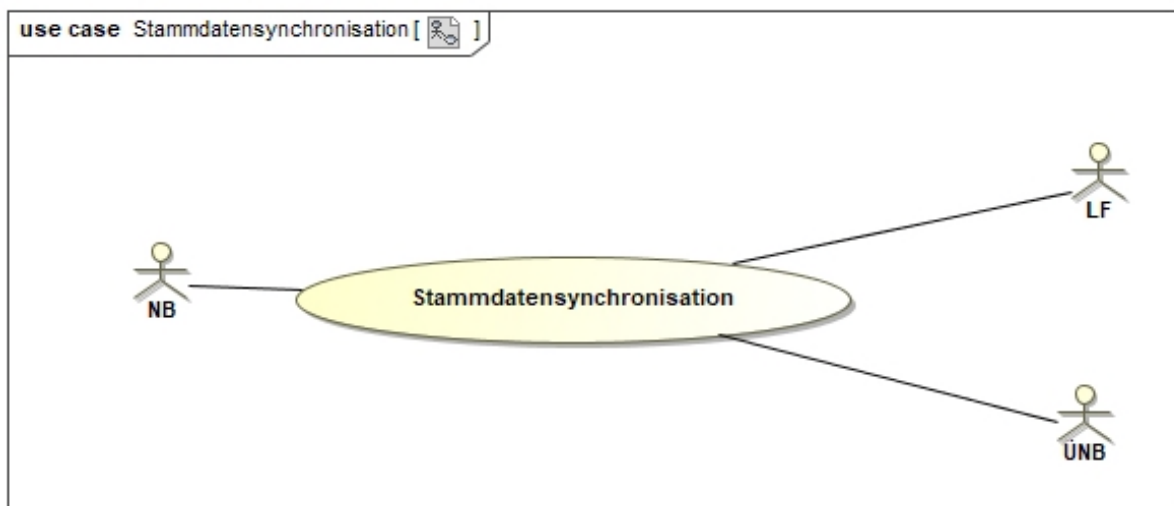 use case Stammdatensynchronisation [ ]
LF
NB
Stammdatensynchronisation
ÜNB